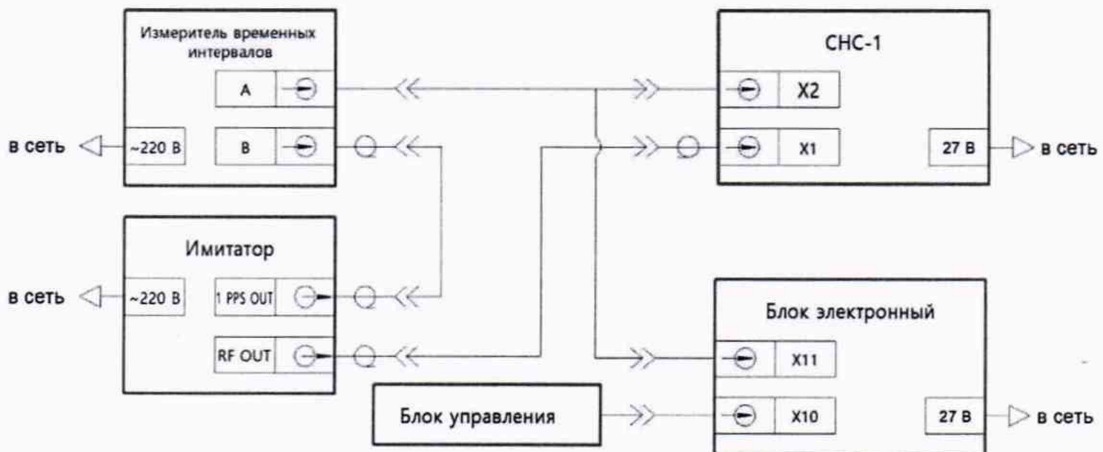 Измеритель временных
интервалов
A
в сеть
~220 В
B
СНС-1
X2
X1
27 В
в сеть
Имитатор
в сеть
~220 В
1 PPS OUT
RF OUT
Блок управления
Блок электронный
X11
X10
27 В
в сеть